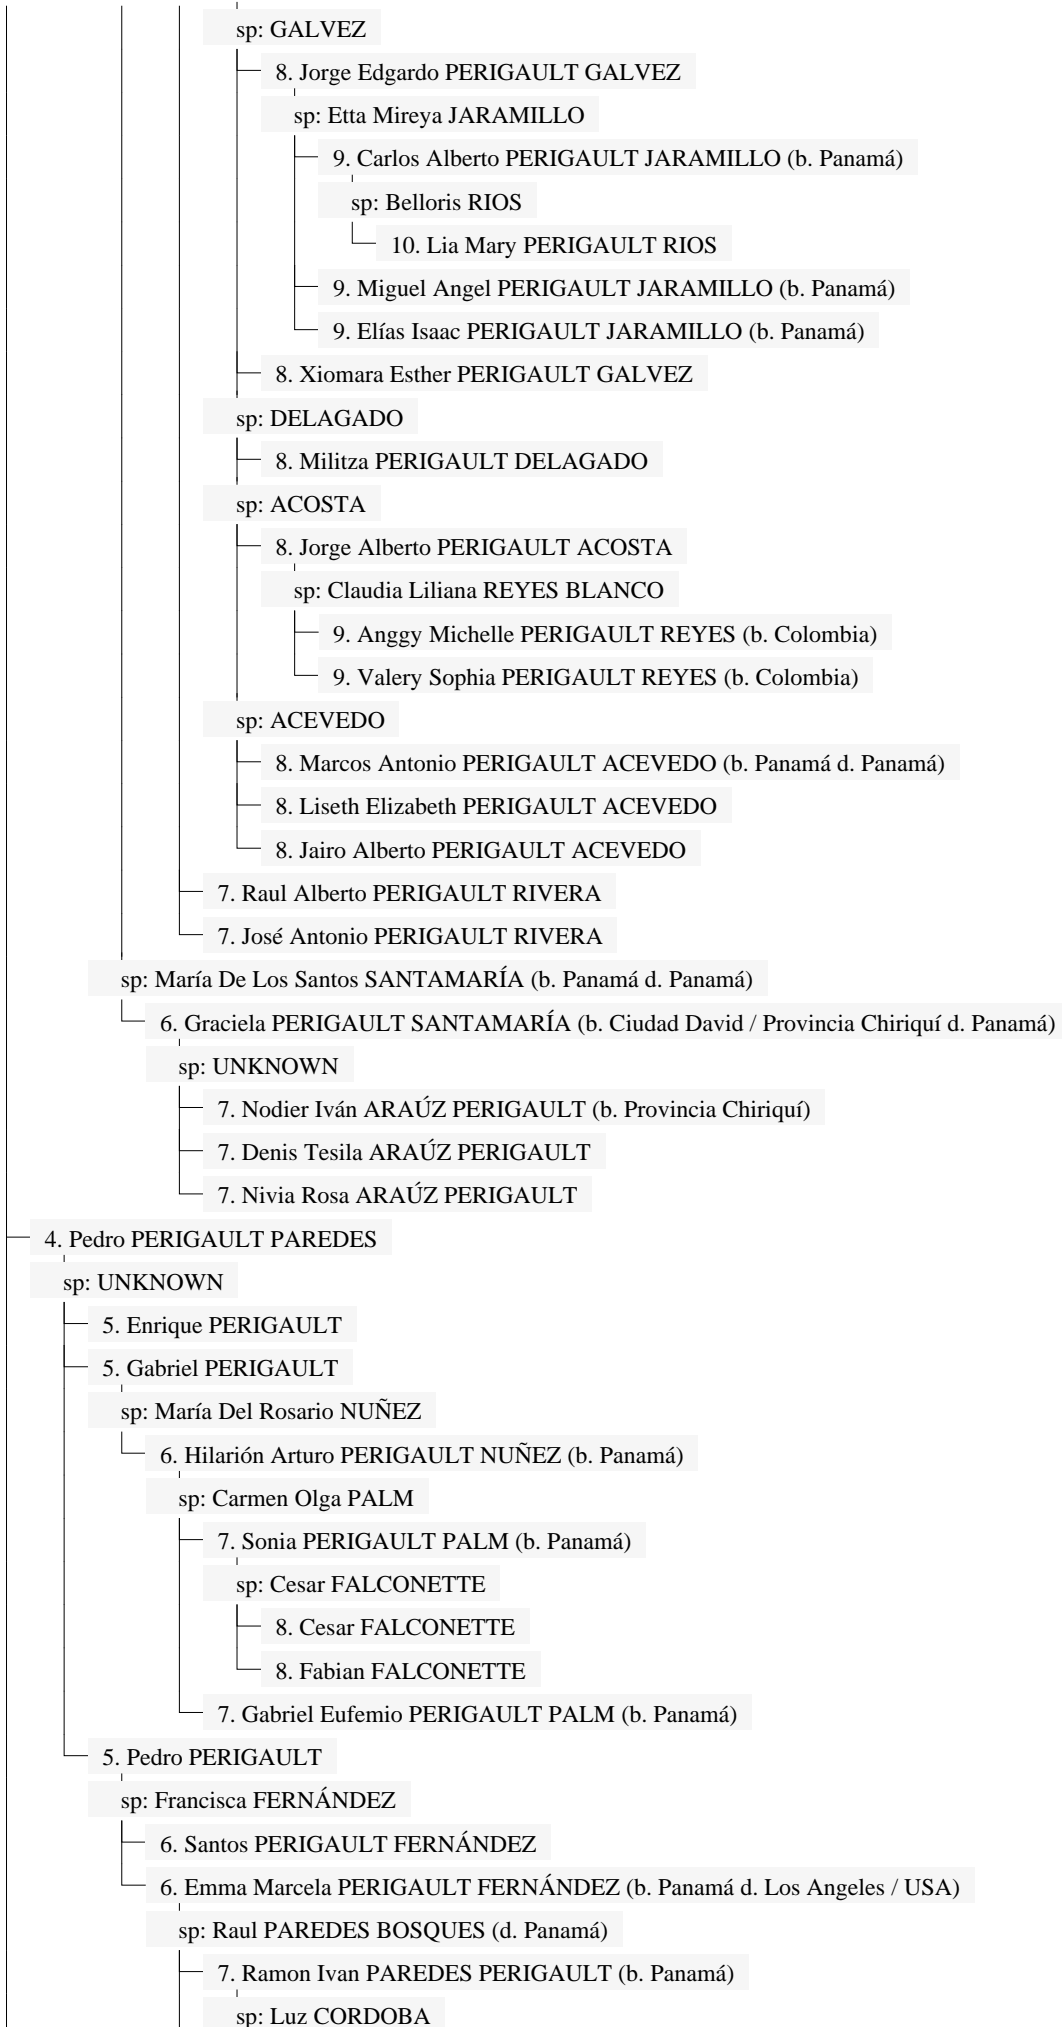 sp: GALVEZ
8. Jorge Edgardo PERIGAULT GALVEZ
sp: Etta Mireya JARAMILLO
9. Carlos Alberto PERIGAULT JARAMILLO (b. Panamá)
sp: Belloris RIOS
10. Lia Mary PERIGAULT RIOS
9. Miguel Angel PERIGAULT JARAMILLO (b. Panamá)
9. Elías Isaac PERIGAULT JARAMILLO (b. Panamá)
8. Xiomara Esther PERIGAULT GALVEZ
sp: DELAGADO
8. Militza PERIGAULT DELAGADO
sp: ACOSTA
8. Jorge Alberto PERIGAULT ACOSTA
sp: Claudia Liliana REYES BLANCO
9. Anggy Michelle PERIGAULT REYES (b. Colombia)
9. Valery Sophia PERIGAULT REYES (b. Colombia)
sp: ACEVEDO
8. Marcos Antonio PERIGAULT ACEVEDO (b. Panamá d. Panamá)
8. Liseth Elizabeth PERIGAULT ACEVEDO
8. Jairo Alberto PERIGAULT ACEVEDO
7. Raul Alberto PERIGAULT RIVERA
7. José Antonio PERIGAULT RIVERA
sp: María De Los Santos SANTAMARÍA (b. Panamá d. Panamá)
6. Graciela PERIGAULT SANTAMARÍA (b. Ciudad David / Provincia Chiriquí d. Panamá)
sp: UNKNOWN
7. Nodier Iván ARAÚZ PERIGAULT (b. Provincia Chiriquí)
7. Denis Tesila ARAÚZ PERIGAULT
7. Nivia Rosa ARAÚZ PERIGAULT
4. Pedro PERIGAULT PAREDES
sp: UNKNOWN
5. Enrique PERIGAULT
5. Gabriel PERIGAULT
sp: María Del Rosario NUÑEZ
6. Hilarión Arturo PERIGAULT NUÑEZ (b. Panamá)
sp: Carmen Olga PALM
7. Sonia PERIGAULT PALM (b. Panamá)
sp: Cesar FALCONETTE
8. Cesar FALCONETTE
8. Fabian FALCONETTE
7. Gabriel Eufemio PERIGAULT PALM (b. Panamá)
5. Pedro PERIGAULT
sp: Francisca FERNÁNDEZ
6. Santos PERIGAULT FERNÁNDEZ
6. Emma Marcela PERIGAULT FERNÁNDEZ (b. Panamá d. Los Angeles / USA)
sp: Raul PAREDES BOSQUES (d. Panamá)
7. Ramon Ivan PAREDES PERIGAULT (b. Panamá)
sp: Luz CORDOBA